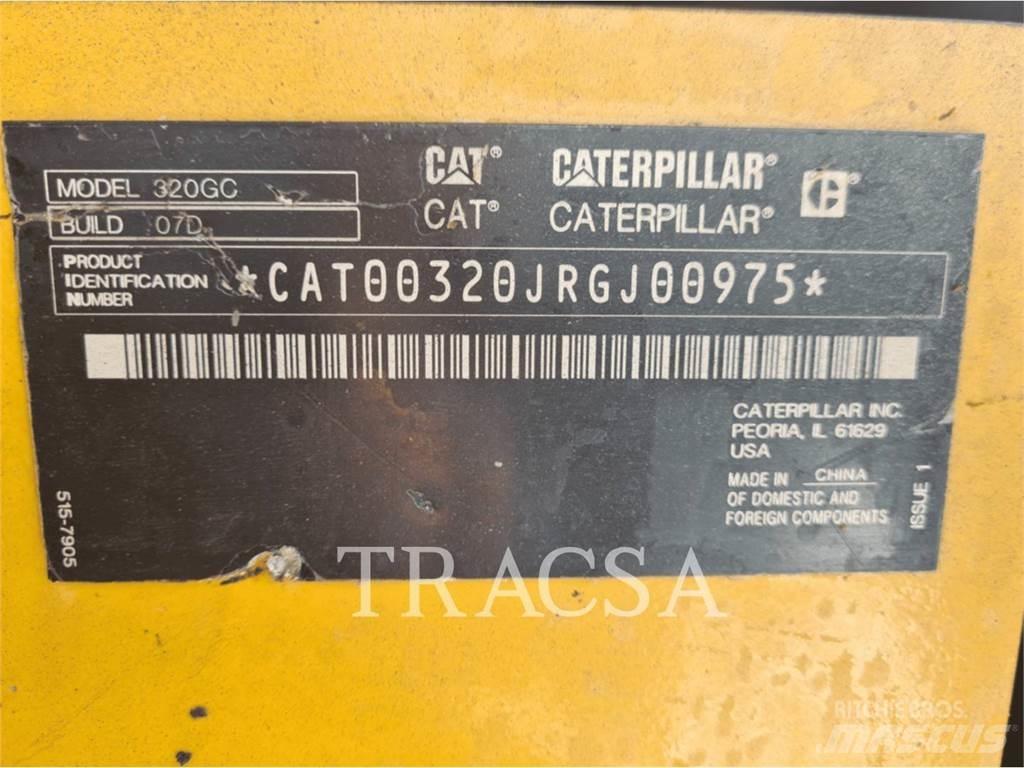 CAT® CATERPILLAR®
CAT® CATERPILLAR®
MODEL 320GC
BUILD 07D
PRODUCT
IDENTIFICATION
NUMBER
*CAT00320JRGJ00975*
CATERPILLAR INC.
PEORIA, IL 61629
USA
MADE IN CHINA
OF DOMESTIC AND
FOREIGN COMPONENTS
ISSUE 1
515-7905
TRACSA
RITCHIE BROS.
MASCUS